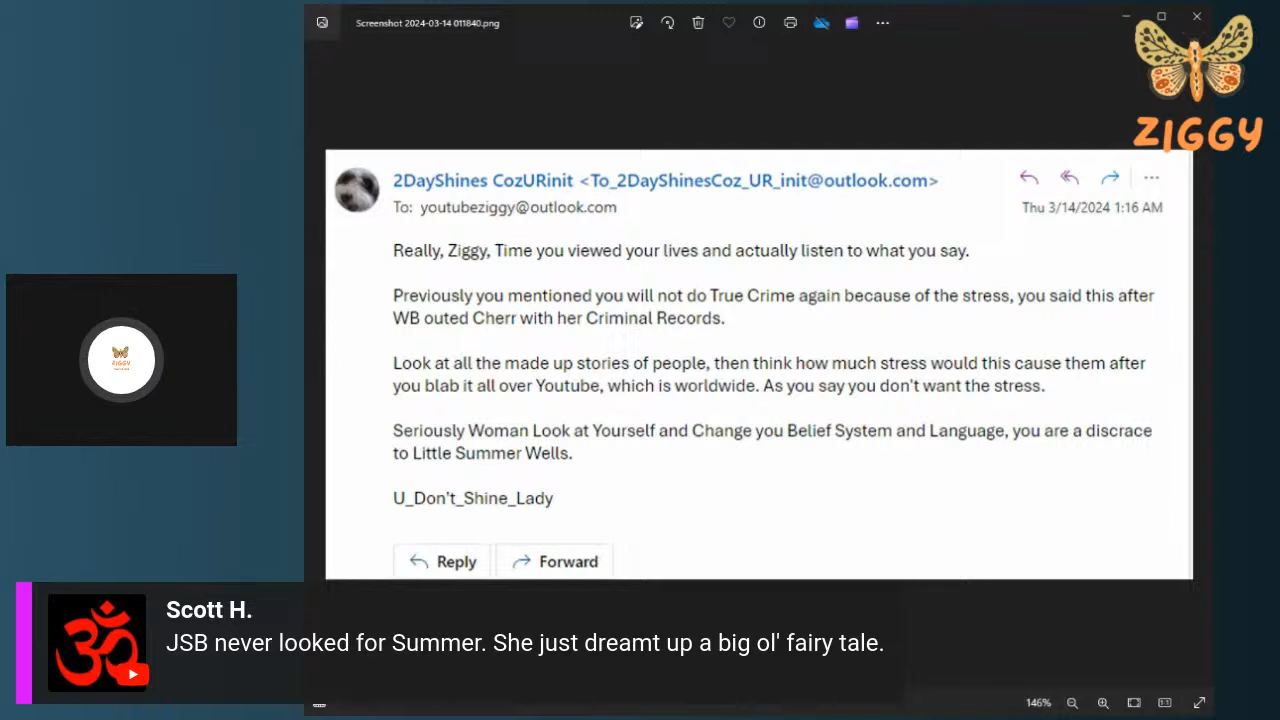 Screenshot 2024-03-14 011840.png
ZIGGY
2DayShines CozURinit <To_2DayShinesCoz_UR_init@outlook.com>
To: youtubeziggy@outlook.com
Thu 3/14/2024 1:16 AM
Really, Ziggy, Time you viewed your lives and actually listen to what you say.
Previously you mentioned you will not do True Crime again because of the stress, you said this after
WB outed Cherr with her Criminal Records.
Look at all the made up stories of people, then think how much stress would this cause them after
you blab it all over Youtube, which is worldwide. As you say you don't want the stress.
Seriously Woman Look at Yourself and Change you Belief System and Language, you are a discrace
to Little Summer Wells.
U_Don't_Shine_Lady
Reply Forward
ZIGGY
Scott H.
JSB never looked for Summer. She just dreamt up a big ol' fairy tale.
146%